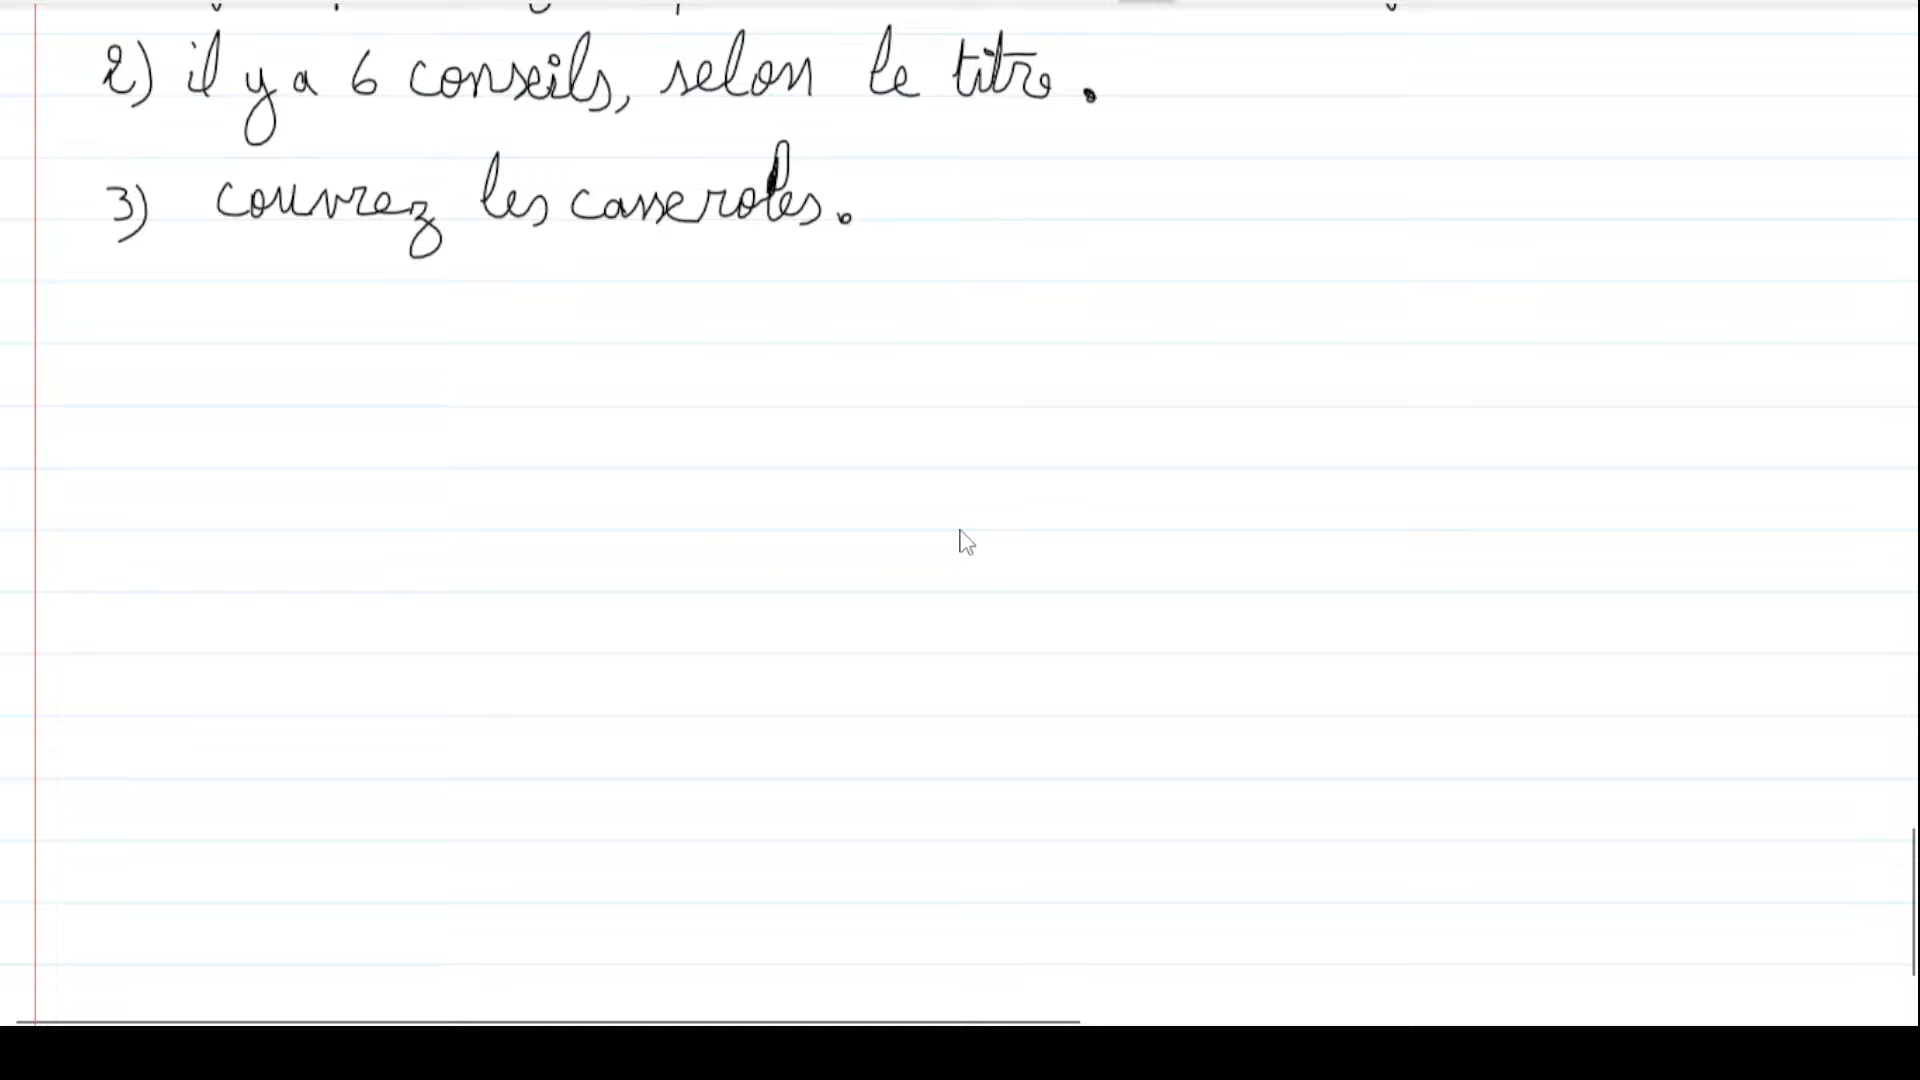 2) il y a 6 conseils, selon le titre.
3) couvrez les casseroles.